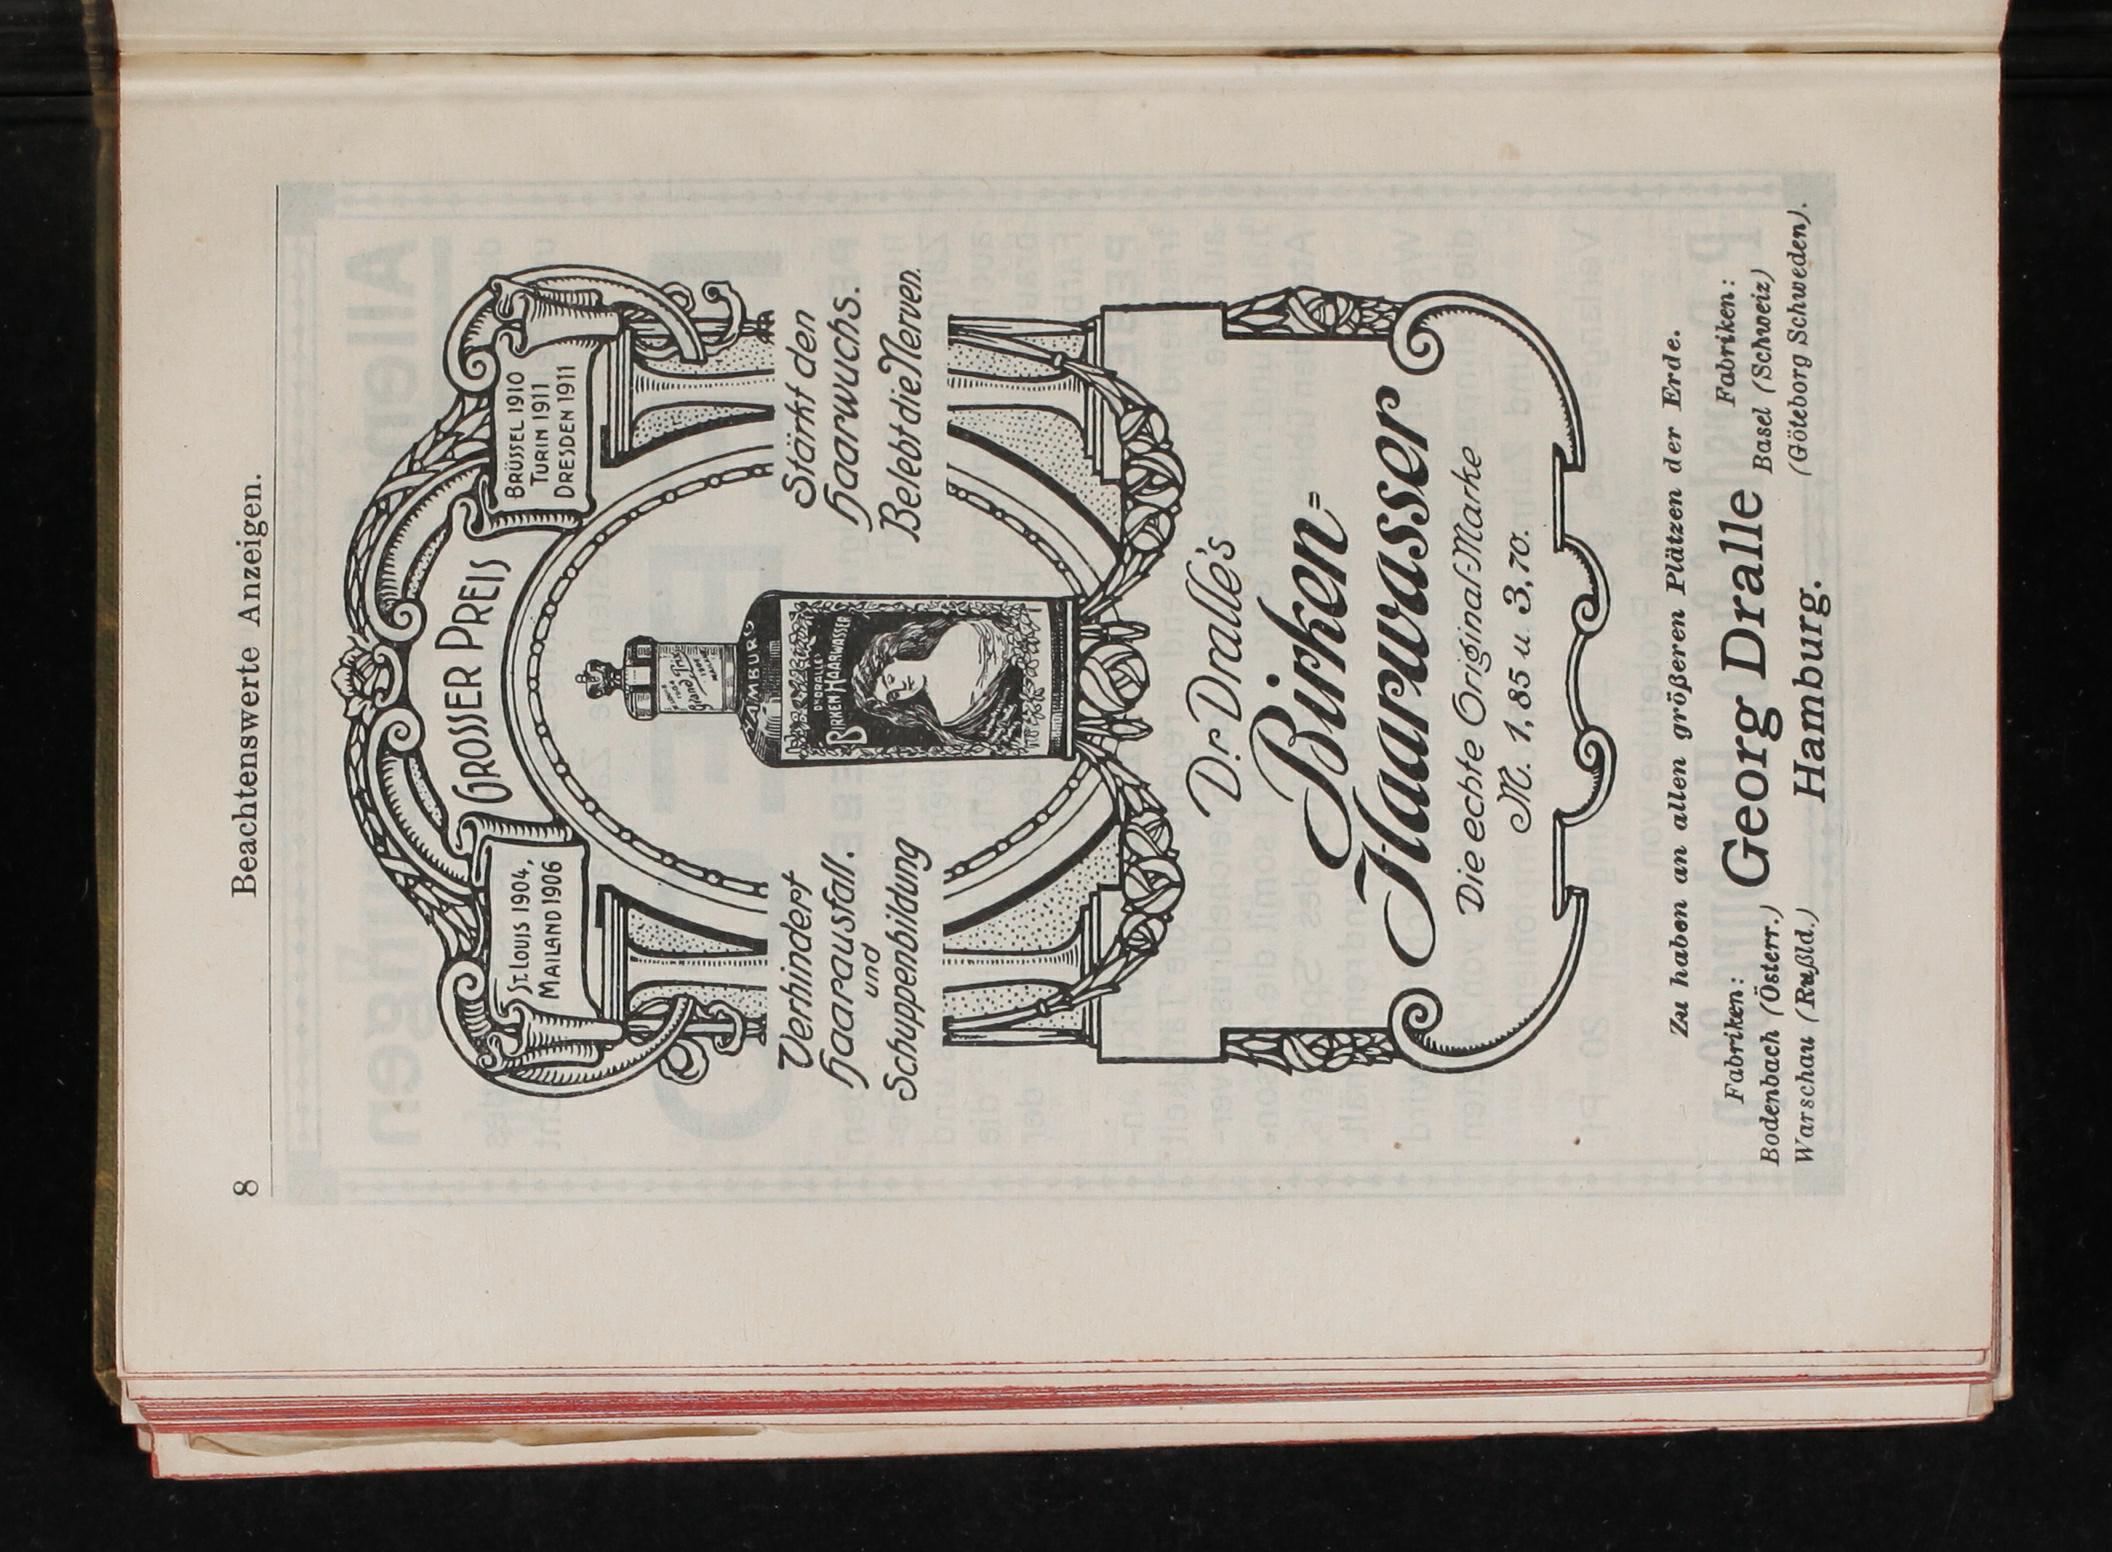 8
Beachtenswerte Anzeigen.
GROSSER PREIS
ST. LOUIS 1904,
MAILAND 1906
BRÜSSEL 1910
TURIN 1911
DRESDEN 1911
Grand Prix
HAMBURG
Dr DRALLE'S
BIRKEN-HAARWASSER
Verhindert
Haarausfall.
und
Schuppenbildung
Stärkt den
Haarwuchs.
Belebt die Nerven.
Dr. Dralle's
Birken=
Haarwasser
Die echte Original-Marke
M. 1,85 u. 3,70.
Zu haben an allen größeren Plätzen der Erde.
Fabriken:
Bodenbach (Österr.)
Warschau (Rußld.)
Georg Dralle
Hamburg.
Fabriken:
Basel (Schweiz)
(Göteborg Schweden).